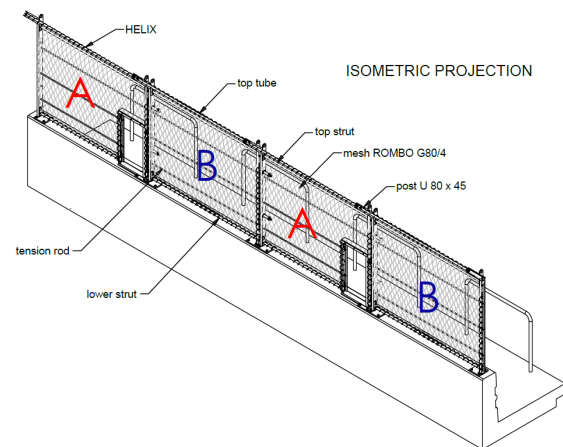 HELIX
ISOMETRIC PROJECTION
top tube
A
top strut
mesh ROMBO G80/4
B
post U 80 x 45
A
tension rod
lower strut
B